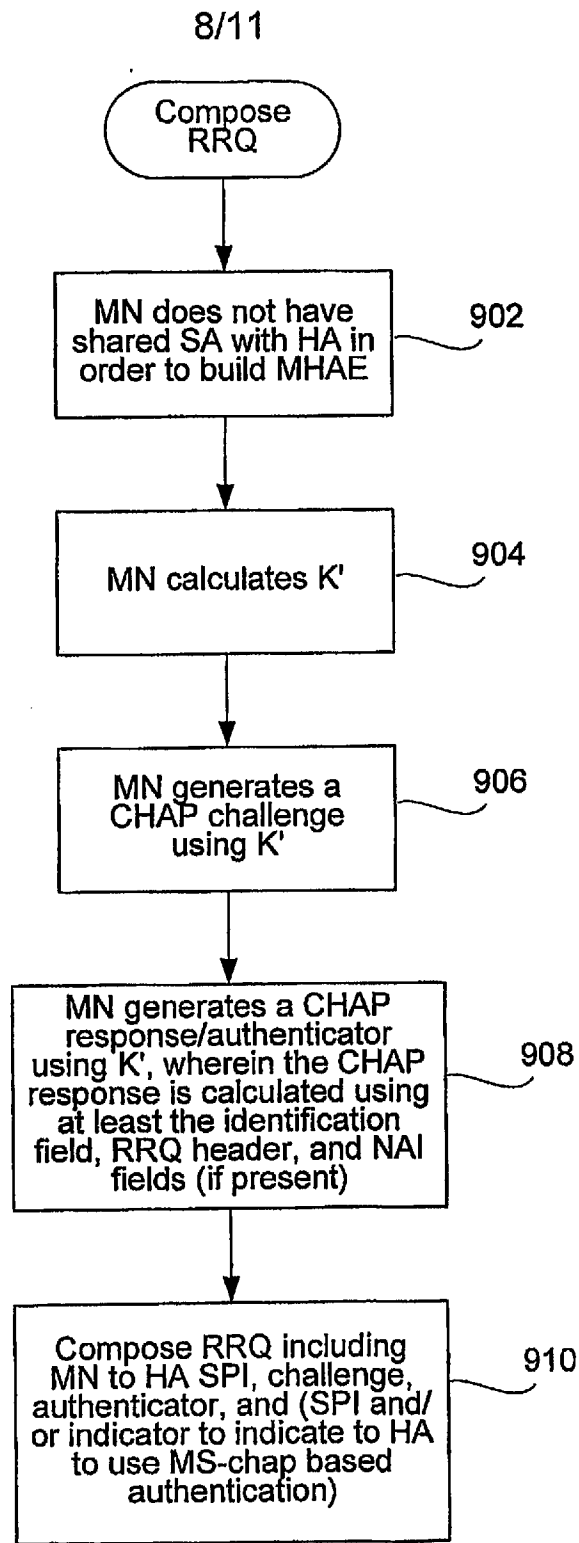 8/11
Compose
RRQ
MN does not have
shared SA with HA in
order to build MHAE
902
MN calculates K'
904
MN generates a
CHAP challenge
using K'
906
MN generates a CHAP
response/authenticator
using K', wherein the CHAP
response is calculated using
at least the identification
field, RRQ header, and NAI
fields (if present)
908
Compose RRQ including
MN to HA SPI, challenge,
authenticator, and (SPI and/
or indicator to indicate to HA
to use MS-chap based
authentication)
910